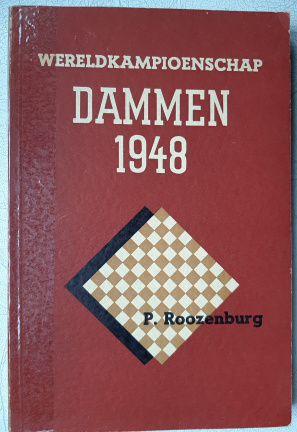 WERELDKAMPIOENSCHAP
DAMMEN
1948
P. Roozenburg